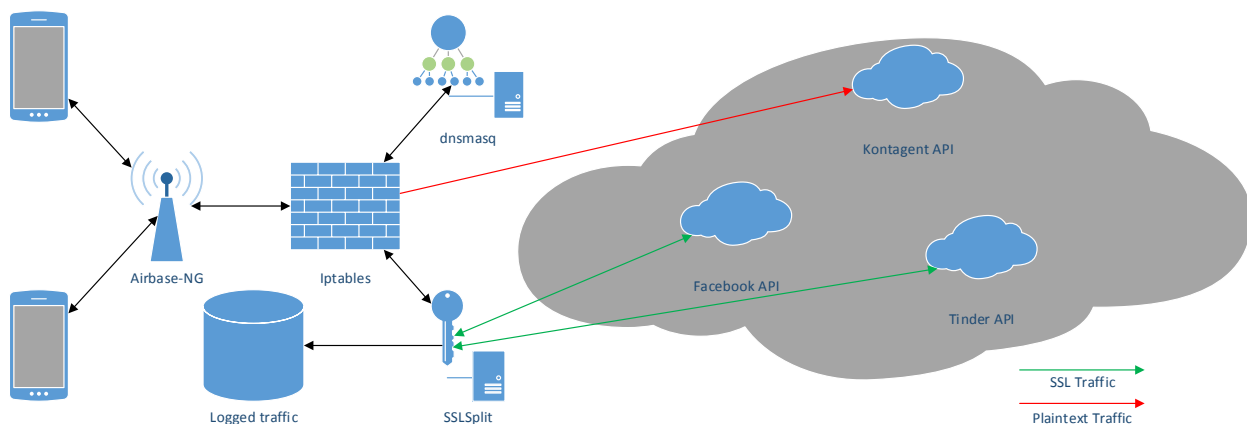 dnsmasq
Kontagent API
Airbase-NG
Iptables
Facebook API
Tinder API
SSL Traffic
Logged traffic
SSLSplit
Plaintext Traffic